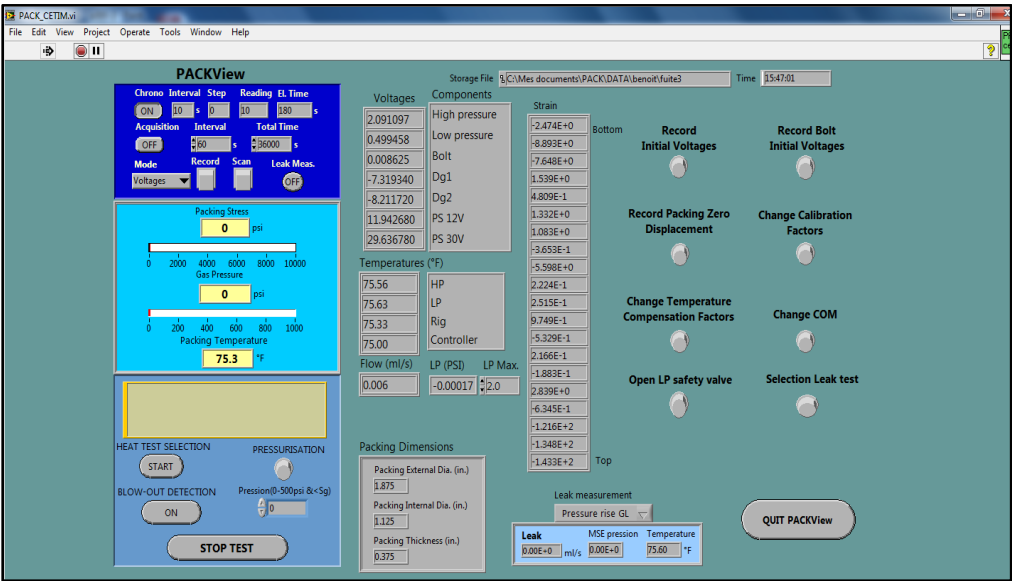 PACK_CETIM.vi
File Edit View Project Operate Tools Window Help
PACKView
Storage File C:\Mes documents\PACK\DATA\benoit\fuite3 Time 15:47:01
Chrono Interval Step Reading El. Time
ON 10 s 0 10 180 s
Acquisition Interval Total Time
OFF 60 s 36000 s
Mode Record Scan Leak Meas.
Voltages OFF
Packing Stress
0 psi
0 2000 4000 6000 8000 10000
Gas Pressure
0 psi
0 200 400 600 800 1000
Packing Temperature
75.3 °F
HEAT TEST SELECTION
START
PRESSURISATION
BLOW-OUT DETECTION
ON
Pression(0-500psi &<Sg)
0
STOP TEST
Voltages Components
2.091097 High pressure
0.499458 Low pressure
0.008625 Bolt
-7.319340 Dg1
-8.211720 Dg2
11.942680 PS 12V
29.636780 PS 30V
Temperatures (°F)
75.56 HP
75.63 LP
75.33 Rig
75.00 Controller
Flow (ml/s) LP (PSI) LP Max.
0.006 -0.00017 2.0
Packing Dimensions
Packing External Dia. (in.)
1.875
Packing Internal Dia. (in.)
1.125
Packing Thickness (in.)
0.375
Strain
-2.474E+0 Bottom
-8.893E+0
-7.648E+0
1.539E+0
4.809E-1
1.332E+0
1.083E+0
-3.653E-1
-5.598E+0
2.224E-1
2.515E-1
9.749E-1
-5.329E-1
2.166E-1
-1.883E-1
2.839E+0
-6.345E-1
-1.216E+2
-1.348E+2
-1.433E+2 Top
Leak measurement
Pressure rise GL
Leak MSE pression Temperature
0.00E+0 ml/s 0.00E+0 75.60 °F
Record
Initial Voltages
Record Bolt
Initial Voltages
Record Packing Zero
Displacement
Change Calibration
Factors
Change Temperature
Compensation Factors
Change COM
Open LP safety valve
Selection Leak test
QUIT PACKView